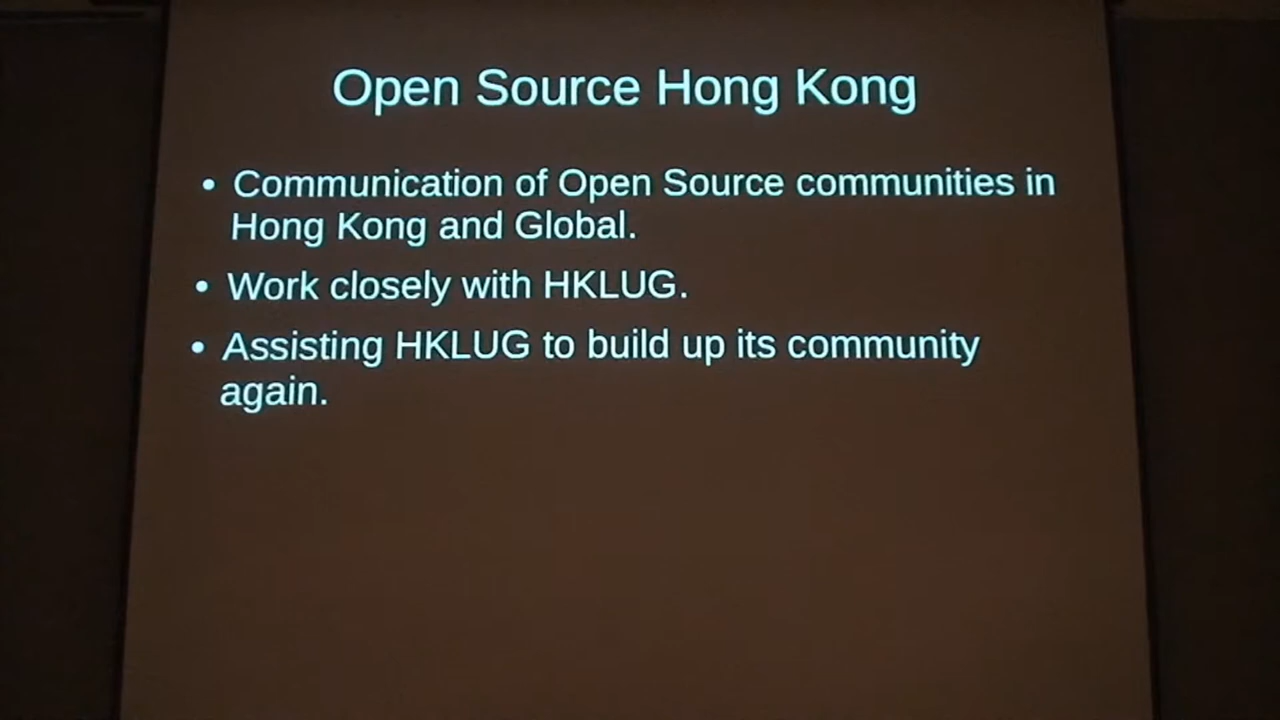 Open Source Hong Kong
• Communication of Open Source communities in
Hong Kong and Global.
• Work closely with HKLUG.
• Assisting HKLUG to build up its community
again.